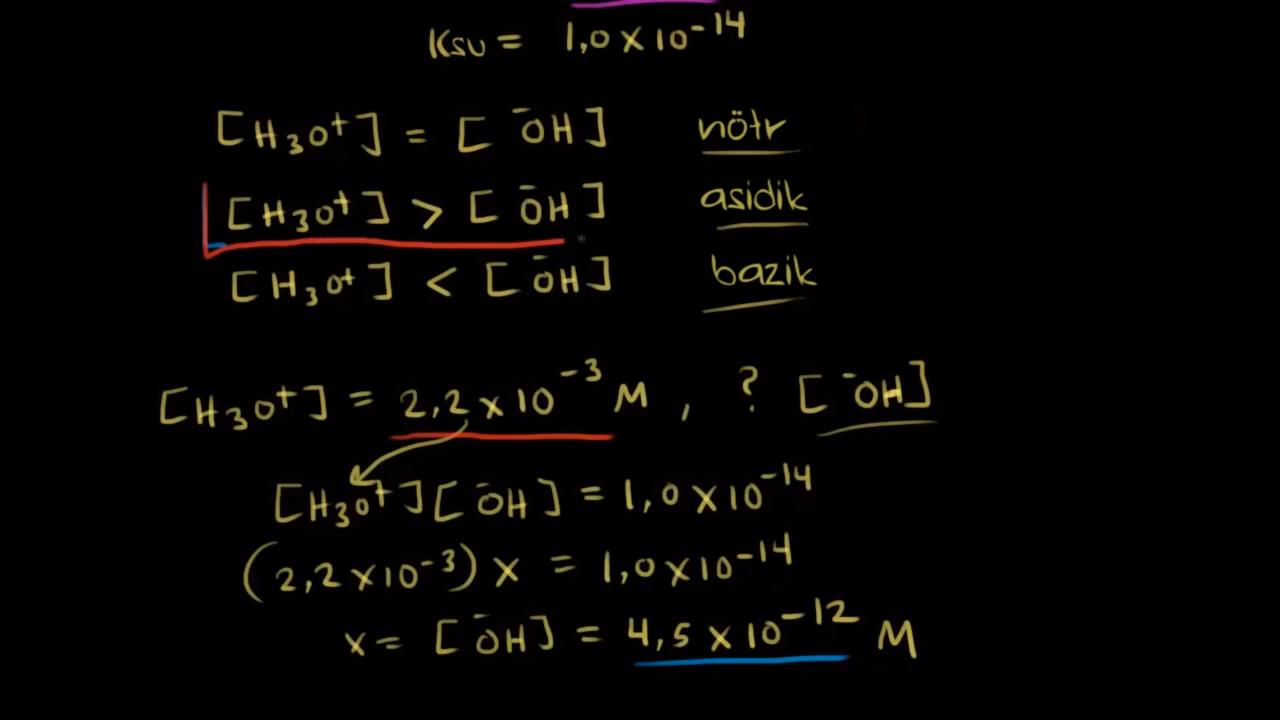 Ksu = 1,0 x 10⁻¹⁴
[H₃O⁺] = [⁻OH] nötr
[H₃O⁺] > [⁻OH] asidik
[H₃O⁺] < [⁻OH] bazik
[H₃O⁺] = 2,2 x 10⁻³ M , ? [⁻OH]
[H₃O⁺][⁻OH] = 1,0 x 10⁻¹⁴
(2,2 x 10⁻³) x = 1,0 x 10⁻¹⁴
x = [⁻OH] = 4,5 x 10⁻¹² M